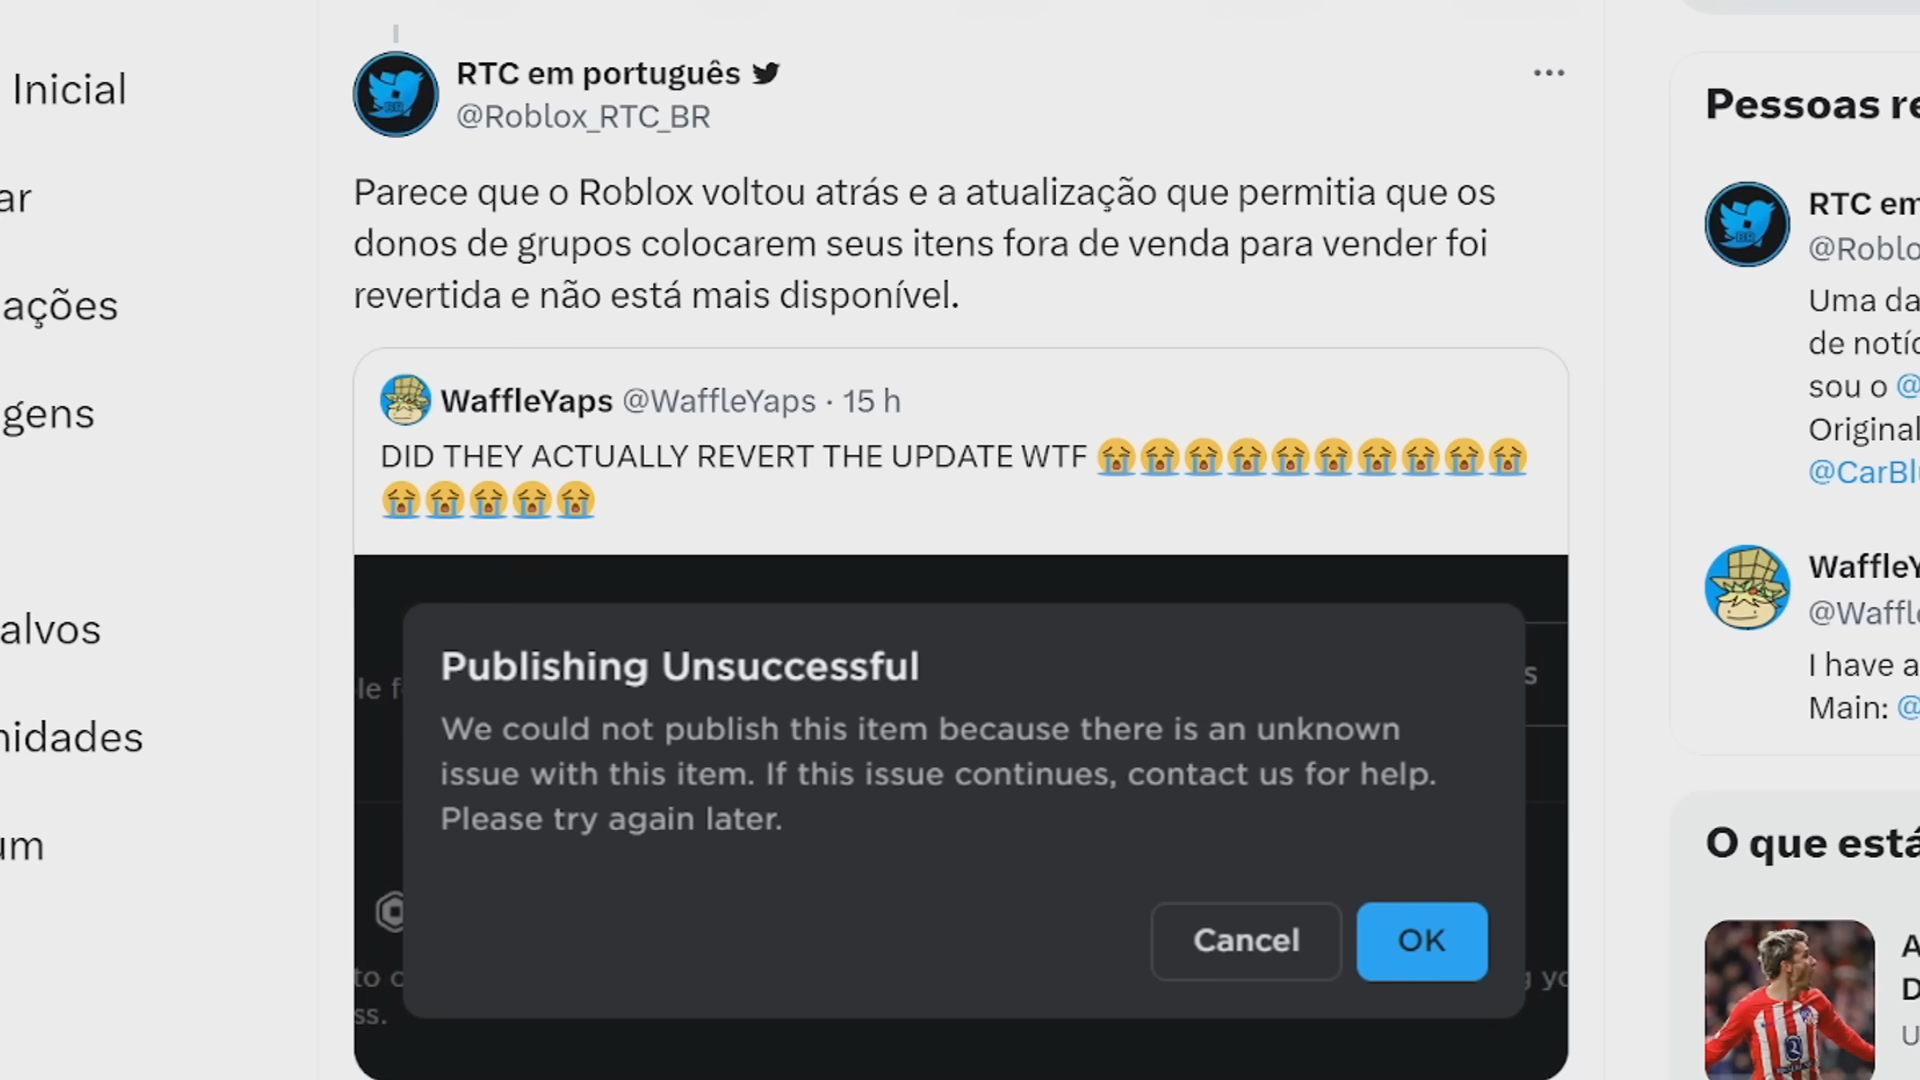 Inicial
ar
ações
gens
alvos
nidades
um
RTC em português
@Roblox_RTC_BR
Parece que o Roblox voltou atrás e a atualização que permitia que os
donos de grupos colocarem seus itens fora de venda para vender foi
revertida e não está mais disponível.
WaffleYaps @WaffleYaps · 15 h
DID THEY ACTUALLY REVERT THE UPDATE WTF 😭😭😭😭😭😭😭😭😭😭
😭😭😭😭😭
Publishing Unsuccessful
We could not publish this item because there is an unknown
issue with this item. If this issue continues, contact us for help.
Please try again later.
Cancel
OK
le f
s
to c
g yo
ss.
Pessoas re
RTC em
@Roblo
Uma da
de notíc
sou o @
Original
@CarBl
WaffleY
@Waffle
I have a
Main: @
O que está
A
D
U